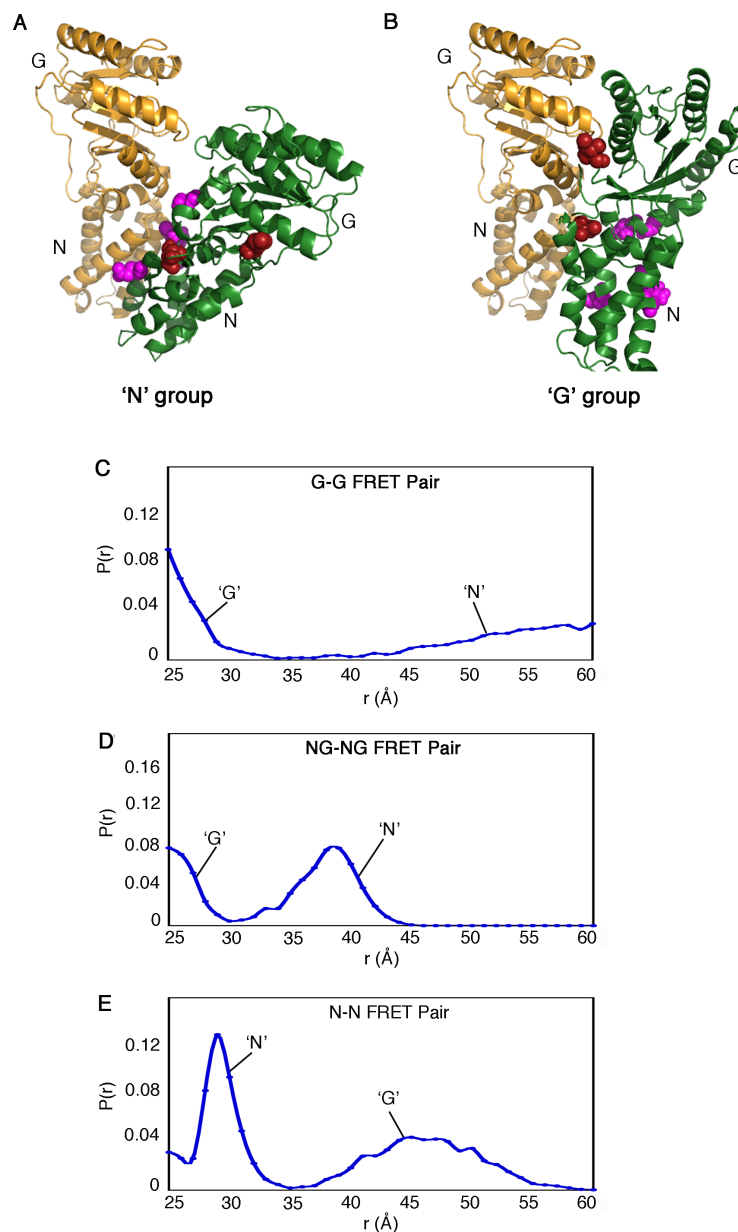 A
B
G
N
G
N
G
N
'N' group
'G' group
C
G-G FRET Pair
0.12
0.08
0.04
0
P(r)
'G'
'N'
25 30 35 40 45 50 55 60
r (Å)
D
NG-NG FRET Pair
0.16
0.12
0.08
0.04
0
P(r)
'G'
'N'
25 30 35 40 45 50 55 60
r (Å)
E
N-N FRET Pair
0.12
0.08
0.04
0
P(r)
'N'
'G'
25 30 35 40 45 50 55 60
r (Å)